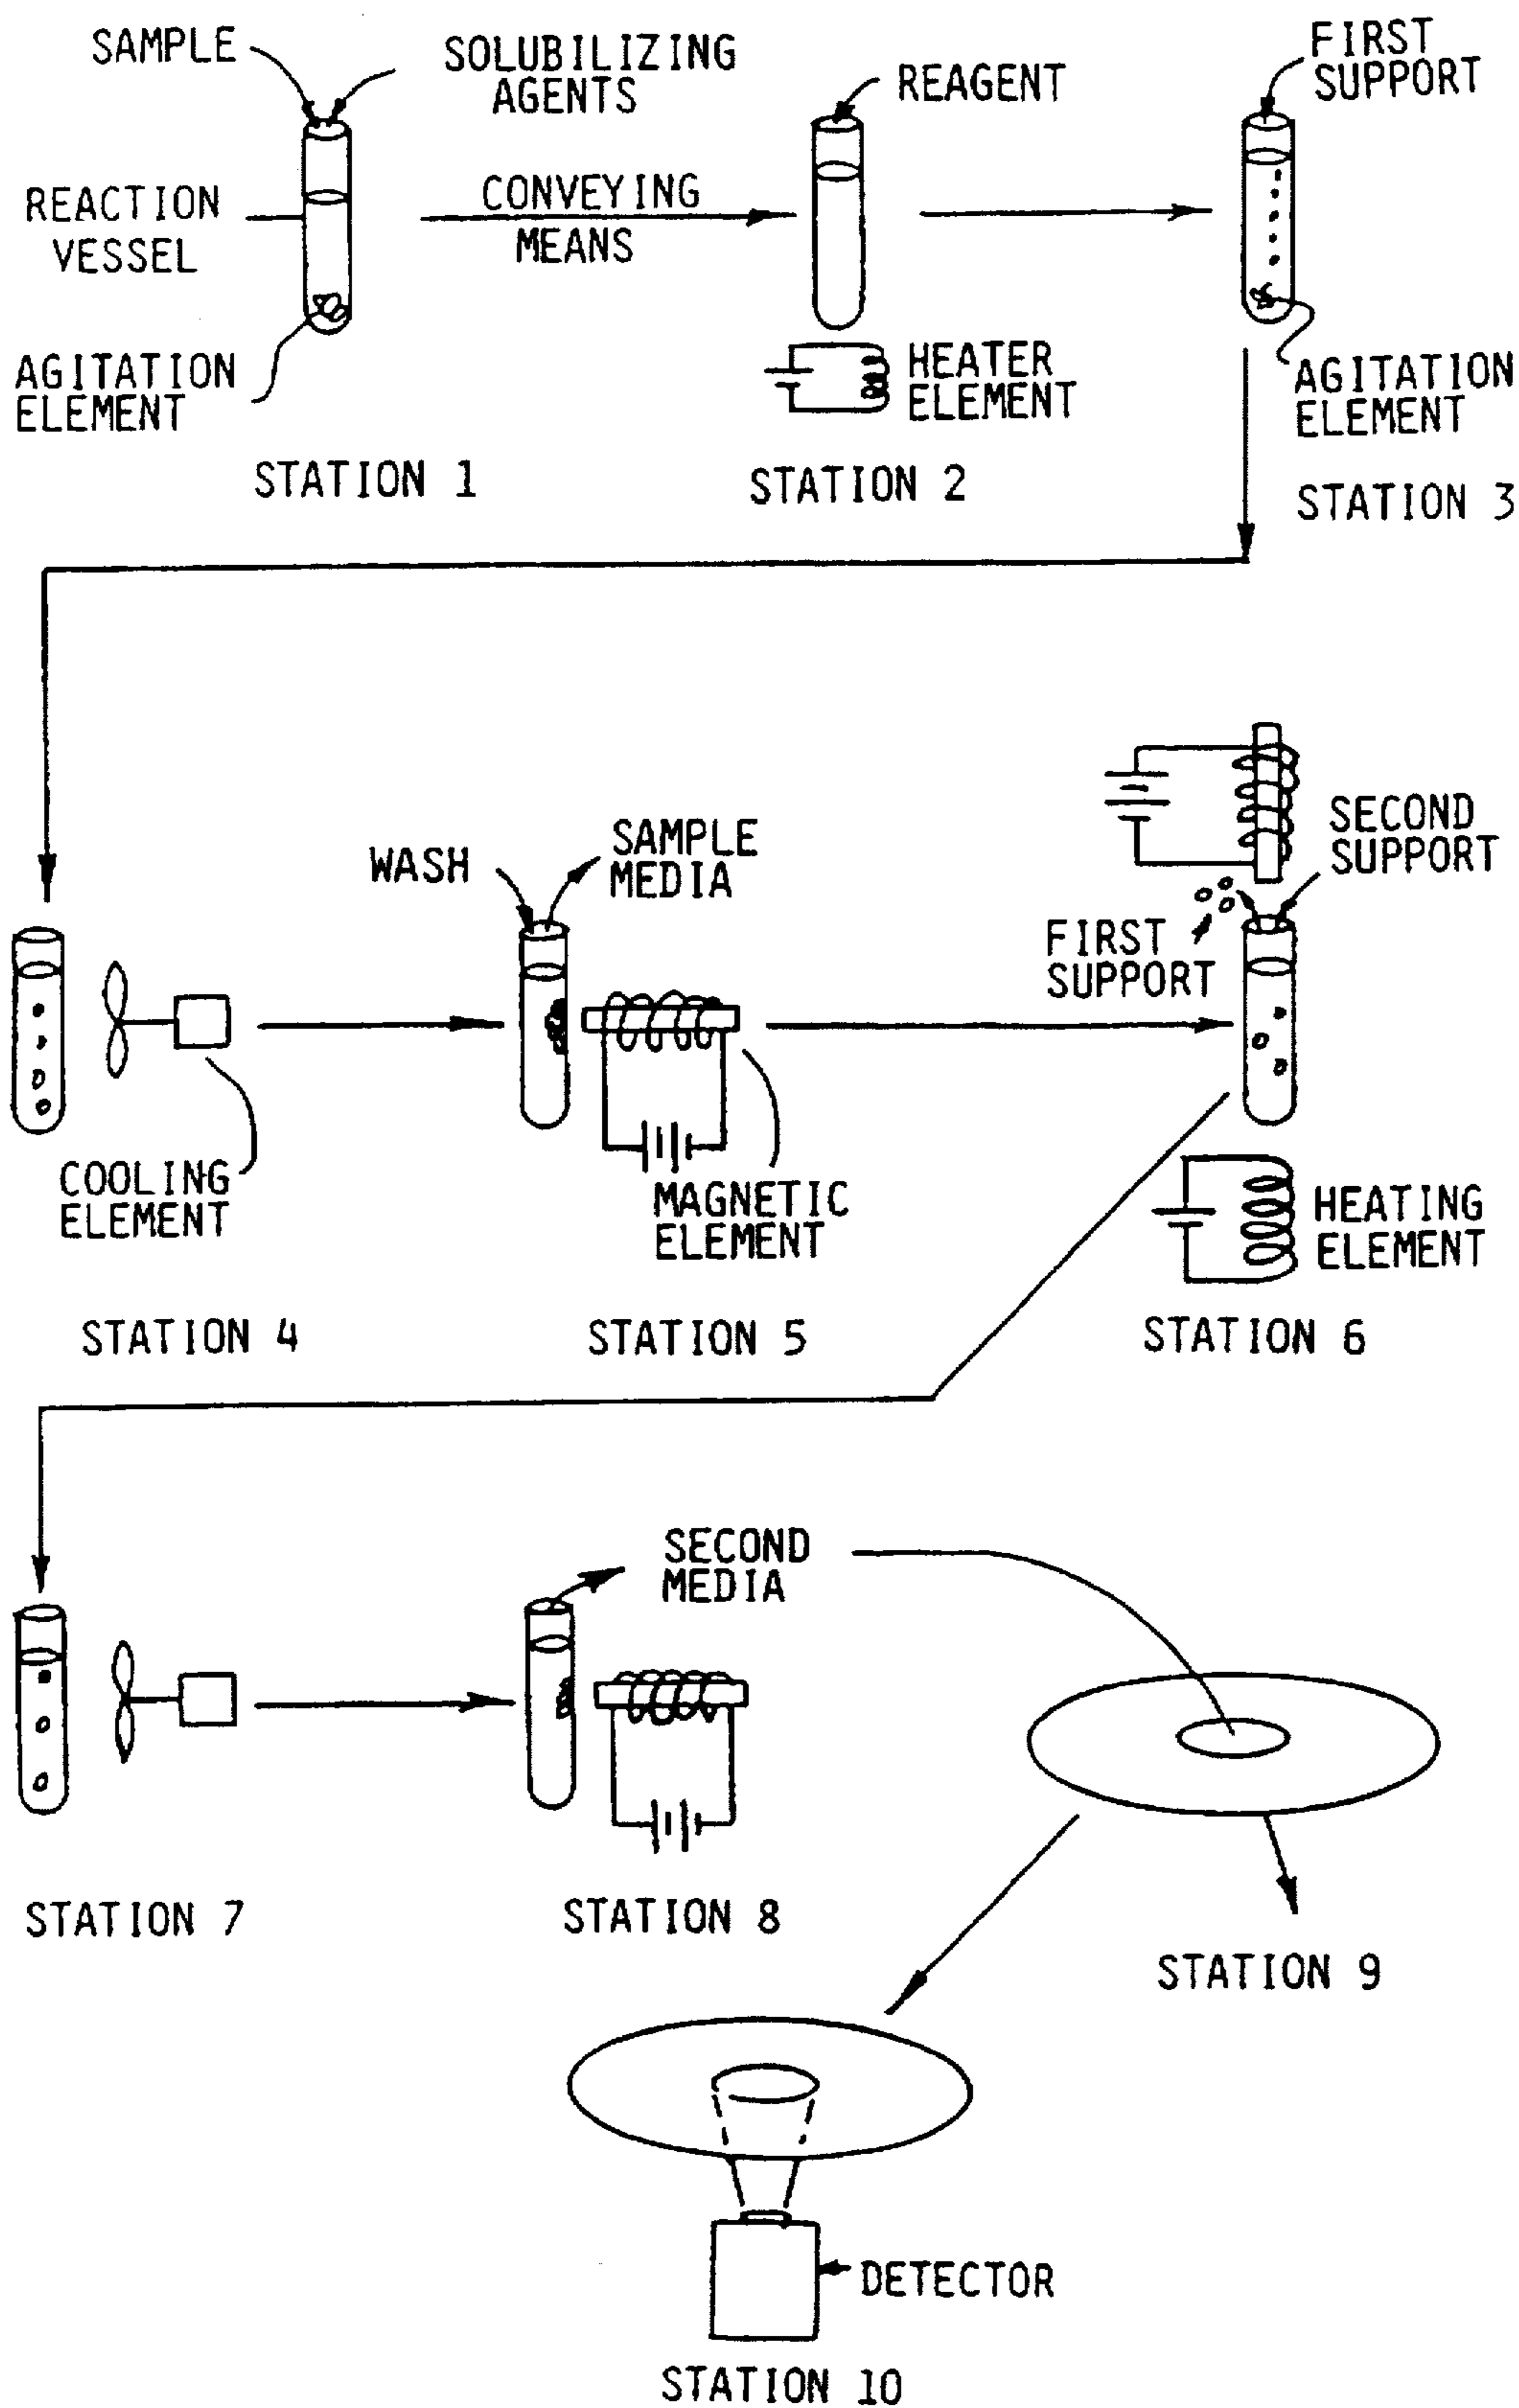 SAMPLE
SOLUBILIZING
AGENTS
REAGENT
FIRST
SUPPORT
REACTION
VESSEL
CONVEYING
MEANS
AGITATION
ELEMENT
HEATER
ELEMENT
AGITATION
ELEMENT
STATION 1
STATION 2
STATION 3
WASH
SAMPLE
MEDIA
SECOND
SUPPORT
FIRST
SUPPORT
COOLING
ELEMENT
MAGNETIC
ELEMENT
HEATING
ELEMENT
STATION 4
STATION 5
STATION 6
SECOND
MEDIA
STATION 7
STATION 8
STATION 9
DETECTOR
STATION 10